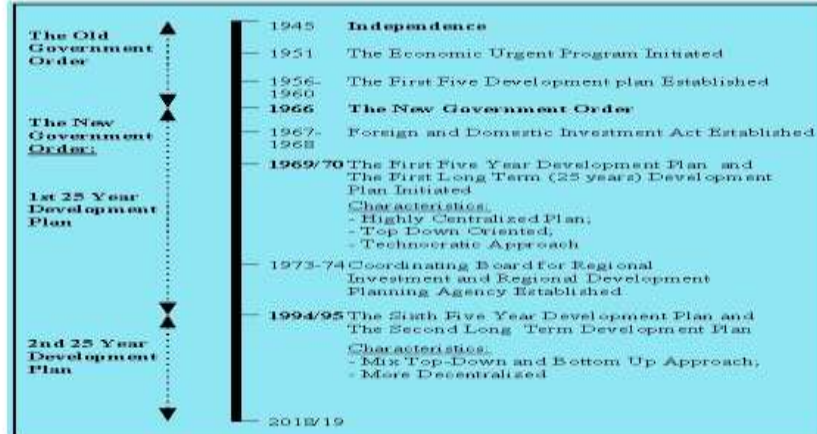 The Old
Government
Order
The New
Government
Order:
1st 25 Year
Development
Plan
2nd 25 Year
Development
Plan
1945 Independence
1951 The Economic Urgent Program Initiated
1956- The First Five Development plan Established
1960
1966 The New Government Order
1967- Foreign and Domestic Investment Act Established
1968
1969/70 The First Five Year Development Plan and
The First Long Term (25 years) Development
Plan Initiated
Characteristics:
- Highly Centralized Plan;
- Top Down Oriented;
- Technocratic Approach
1973-74 Coordinating Board for Regional
Investment and Regional Development
Planning Agency Established
1994/95 The Sixth Five Year Development Plan and
The Second Long Term Development Plan
Characteristics:
- Mix Top-Down and Bottom Up Approach;
- More Decentralized
2018/19